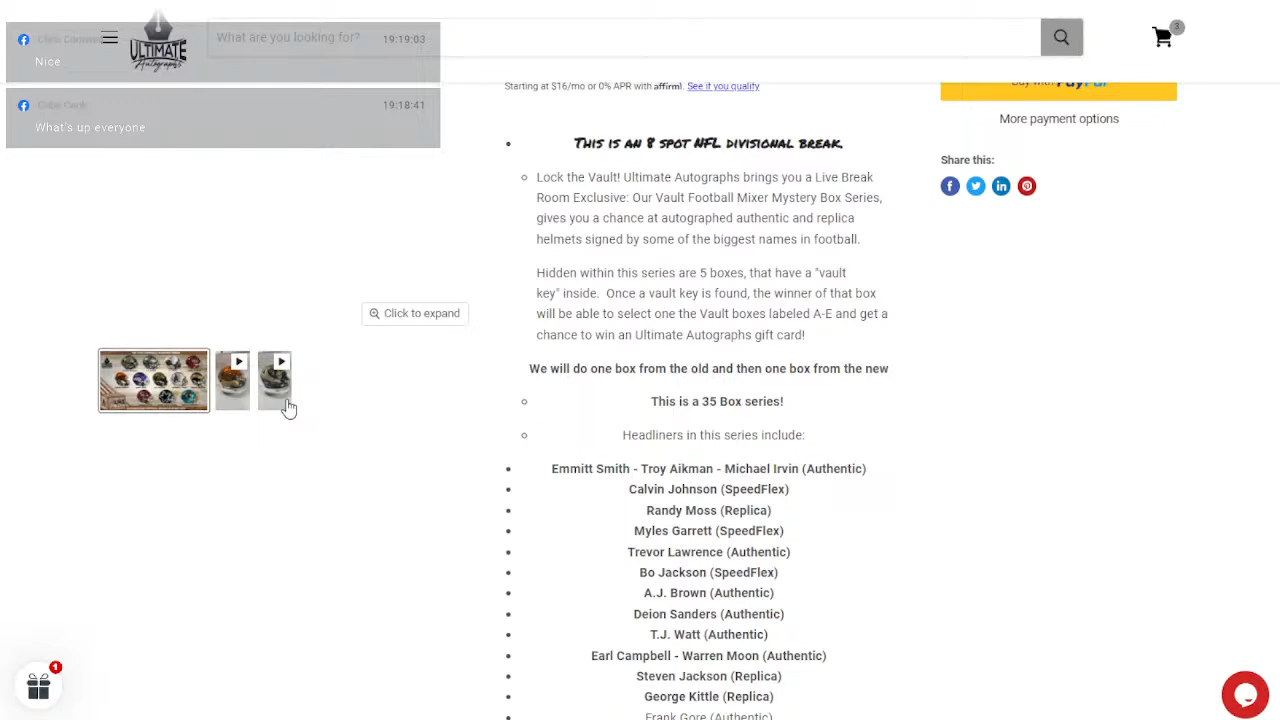 19:19:03
Nice
19:18:41
What's up everyone
ULTIMATE
Autographs
What are you looking for?
3
Starting at $16/mo or 0% APR with affirm). See if you qualify
Buy with PayPal
More payment options
Share this:
This is an 8 spot NFL divisional break.
Lock the Vault! Ultimate Autographs brings you a Live Break
Room Exclusive: Our Vault Football Mixer Mystery Box Series,
gives you a chance at autographed authentic and replica
helmets signed by some of the biggest names in football.
Hidden within this series are 5 boxes, that have a "vault
key" inside. Once a vault key is found, the winner of that box
will be able to select one the Vault boxes labeled A-E and get a
chance to win an Ultimate Autographs gift card!
Click to expand
We will do one box from the old and then one box from the new
This is a 35 Box series!
Headliners in this series include:
Emmitt Smith - Troy Aikman - Michael Irvin (Authentic)
Calvin Johnson (SpeedFlex)
Randy Moss (Replica)
Myles Garrett (SpeedFlex)
Trevor Lawrence (Authentic)
Bo Jackson (SpeedFlex)
A.J. Brown (Authentic)
Deion Sanders (Authentic)
T.J. Watt (Authentic)
Earl Campbell - Warren Moon (Authentic)
Steven Jackson (Replica)
George Kittle (Replica)
Frank Gore (Authentic)
1